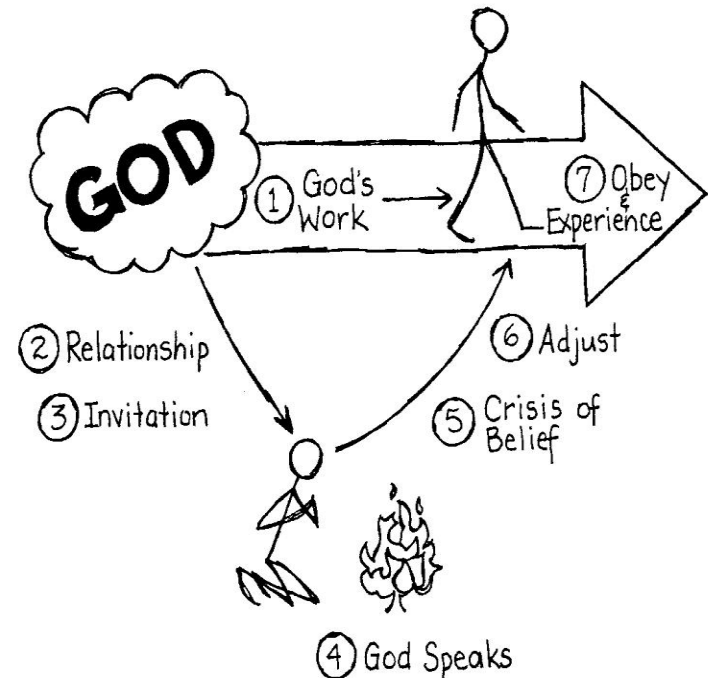 GOD
① God's
Work
② Relationship
③ Invitation
④ God Speaks
⑤ Crisis of
Belief
⑥ Adjust
⑦ Obey
&
Experience